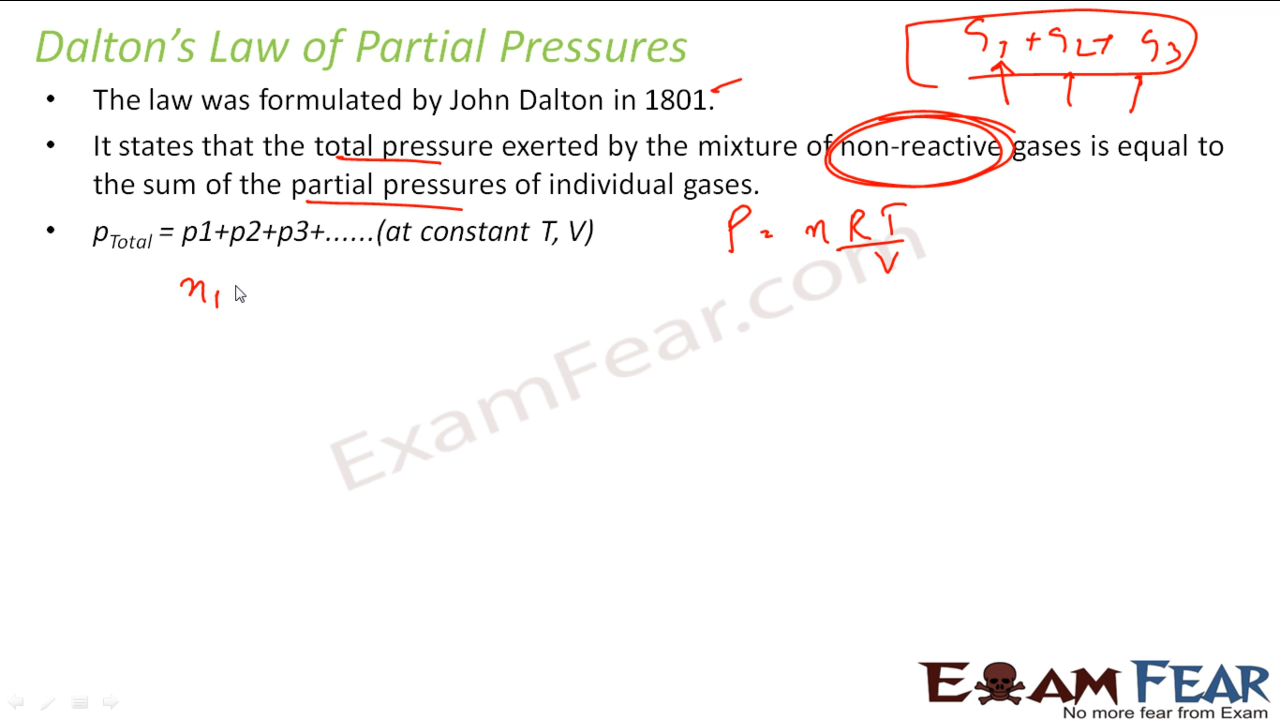 Dalton's Law of Partial Pressures
g1 + g2 + g3
• The law was formulated by John Dalton in 1801.
• It states that the total pressure exerted by the mixture of non-reactive gases is equal to
the sum of the partial pressures of individual gases.
• pTotal = p1+p2+p3+......(at constant T, V)
P = n RT/V
n1
ExamFear.com
EXAM FEAR
No more fear from Exam